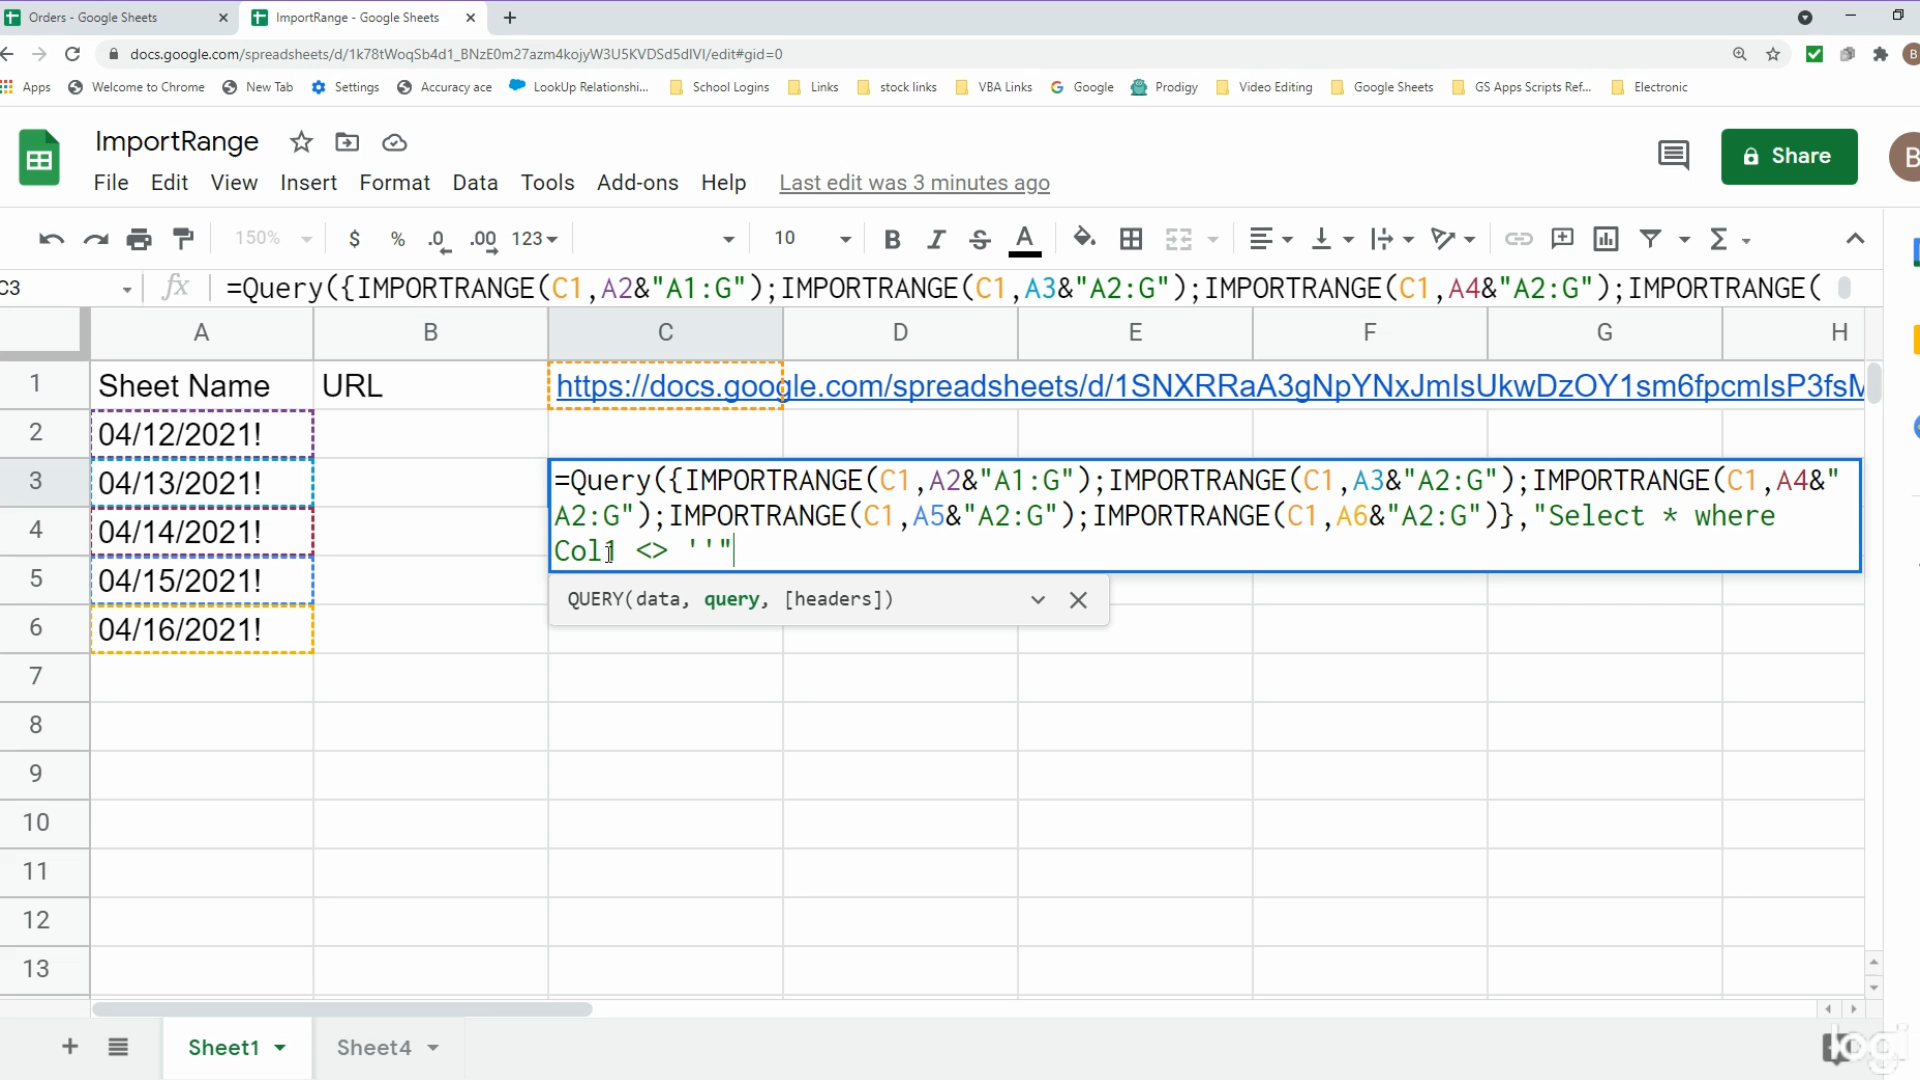 Orders - Google Sheets
ImportRange - Google Sheets
docs.google.com/spreadsheets/d/1k78tWoqSb4d1_BNzE0m27azm4kojyW3U5KVDSd5dIVI/edit#gid=0
B
Apps Welcome to Chrome New Tab Settings Accuracy ace LookUp Relationshi... School Logins Links stock links VBA Links Google Prodigy Video Editing Google Sheets GS Apps Scripts Ref... Electronic
ImportRange
Share
B
File Edit View Insert Format Data Tools Add-ons Help Last edit was 3 minutes ago
150% $ % .0 .00 123 10 B I S A Σ
C3 fx =Query({IMPORTRANGE(C1,A2&"A1:G");IMPORTRANGE(C1,A3&"A2:G");IMPORTRANGE(C1,A4&"A2:G");IMPORTRANGE(
A B C D E F G H
1 Sheet Name URL https://docs.google.com/spreadsheets/d/1SNXRRaA3gNpYNxJmIsUkwDzOY1sm6fpcmIsP3fsM
2 04/12/2021!
3 04/13/2021! =Query({IMPORTRANGE(C1,A2&"A1:G");IMPORTRANGE(C1,A3&"A2:G");IMPORTRANGE(C1,A4&"
4 04/14/2021! A2:G");IMPORTRANGE(C1,A5&"A2:G");IMPORTRANGE(C1,A6&"A2:G")},"Select * where
Col1 <> ''"
5 04/15/2021! QUERY(data, query, [headers])
6 04/16/2021!
7
8
9
10
11
12
13
Sheet1 Sheet4
logi